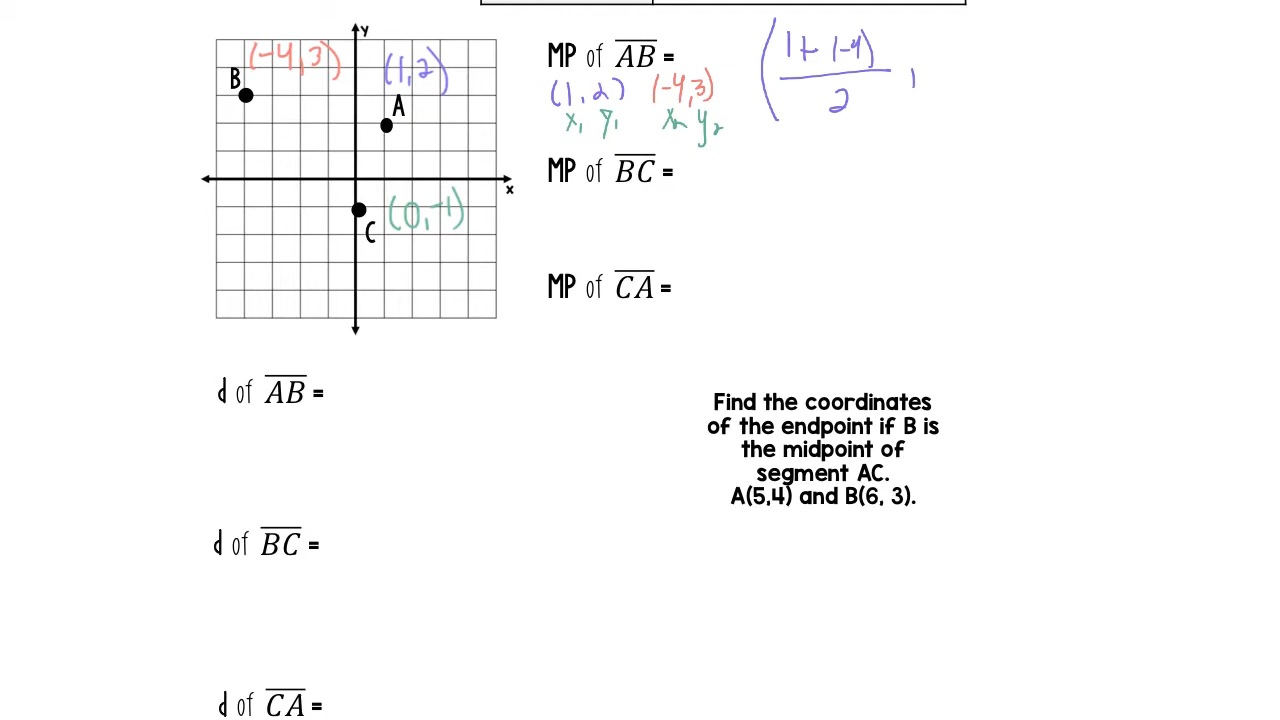 y
(-4,3)
(1,2)
B
A
x
(0,-1)
C
MP of AB =
(1,2) (-4,3)
x₁ y₁ x₂ y₂
(1+(-4)
2 ,
MP of BC =
MP of CA =
d of AB =
d of BC =
d of CA =
Find the coordinates
of the endpoint if B is
the midpoint of
segment AC.
A(5,4) and B(6, 3).